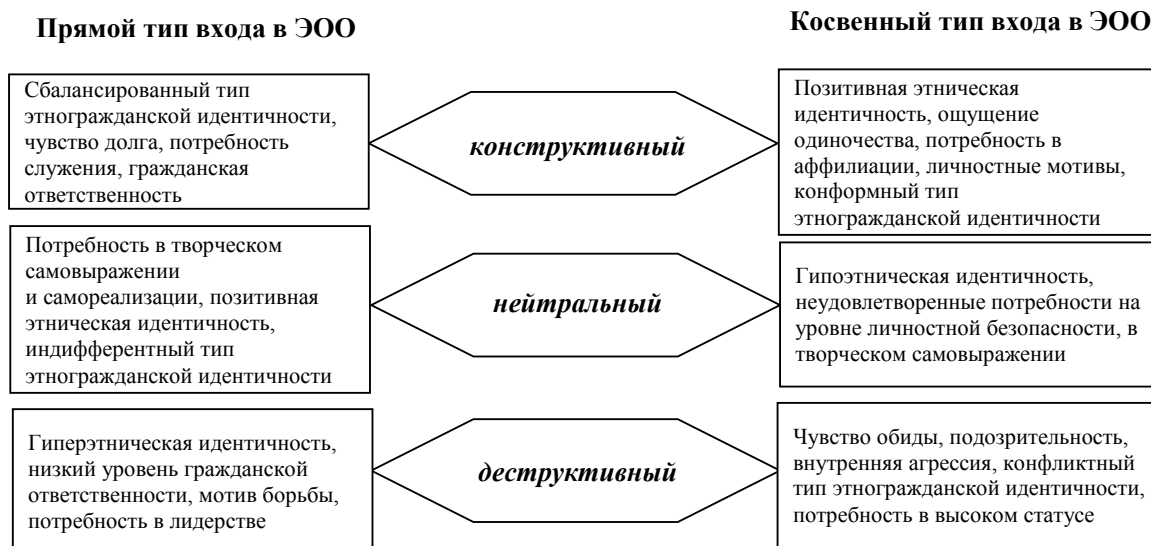 Прямой тип входа в ЭОО
Косвенный тип входа в ЭОО
Сбалансированный тип
этногражданской идентичности,
чувство долга, потребность
служения, гражданская
ответственность
конструктивный
Позитивная этническая
идентичность, ощущение
одиночества, потребность в
аффилиации, личностные мотивы,
конформный тип
этногражданской идентичности
Потребность в творческом
самовыражении
и самореализации, позитивная
этническая идентичность,
индифферентный тип
этногражданской идентичности
нейтральный
Гипоэтническая идентичность,
неудовлетворенные потребности на
уровне личностной безопасности, в
творческом самовыражении
Гиперэтническая идентичность,
низкий уровень гражданской
ответственности, мотив борьбы,
потребность в лидерстве
деструктивный
Чувство обиды, подозрительность,
внутренняя агрессия, конфликтный
тип этногражданской идентичности,
потребность в высоком статусе